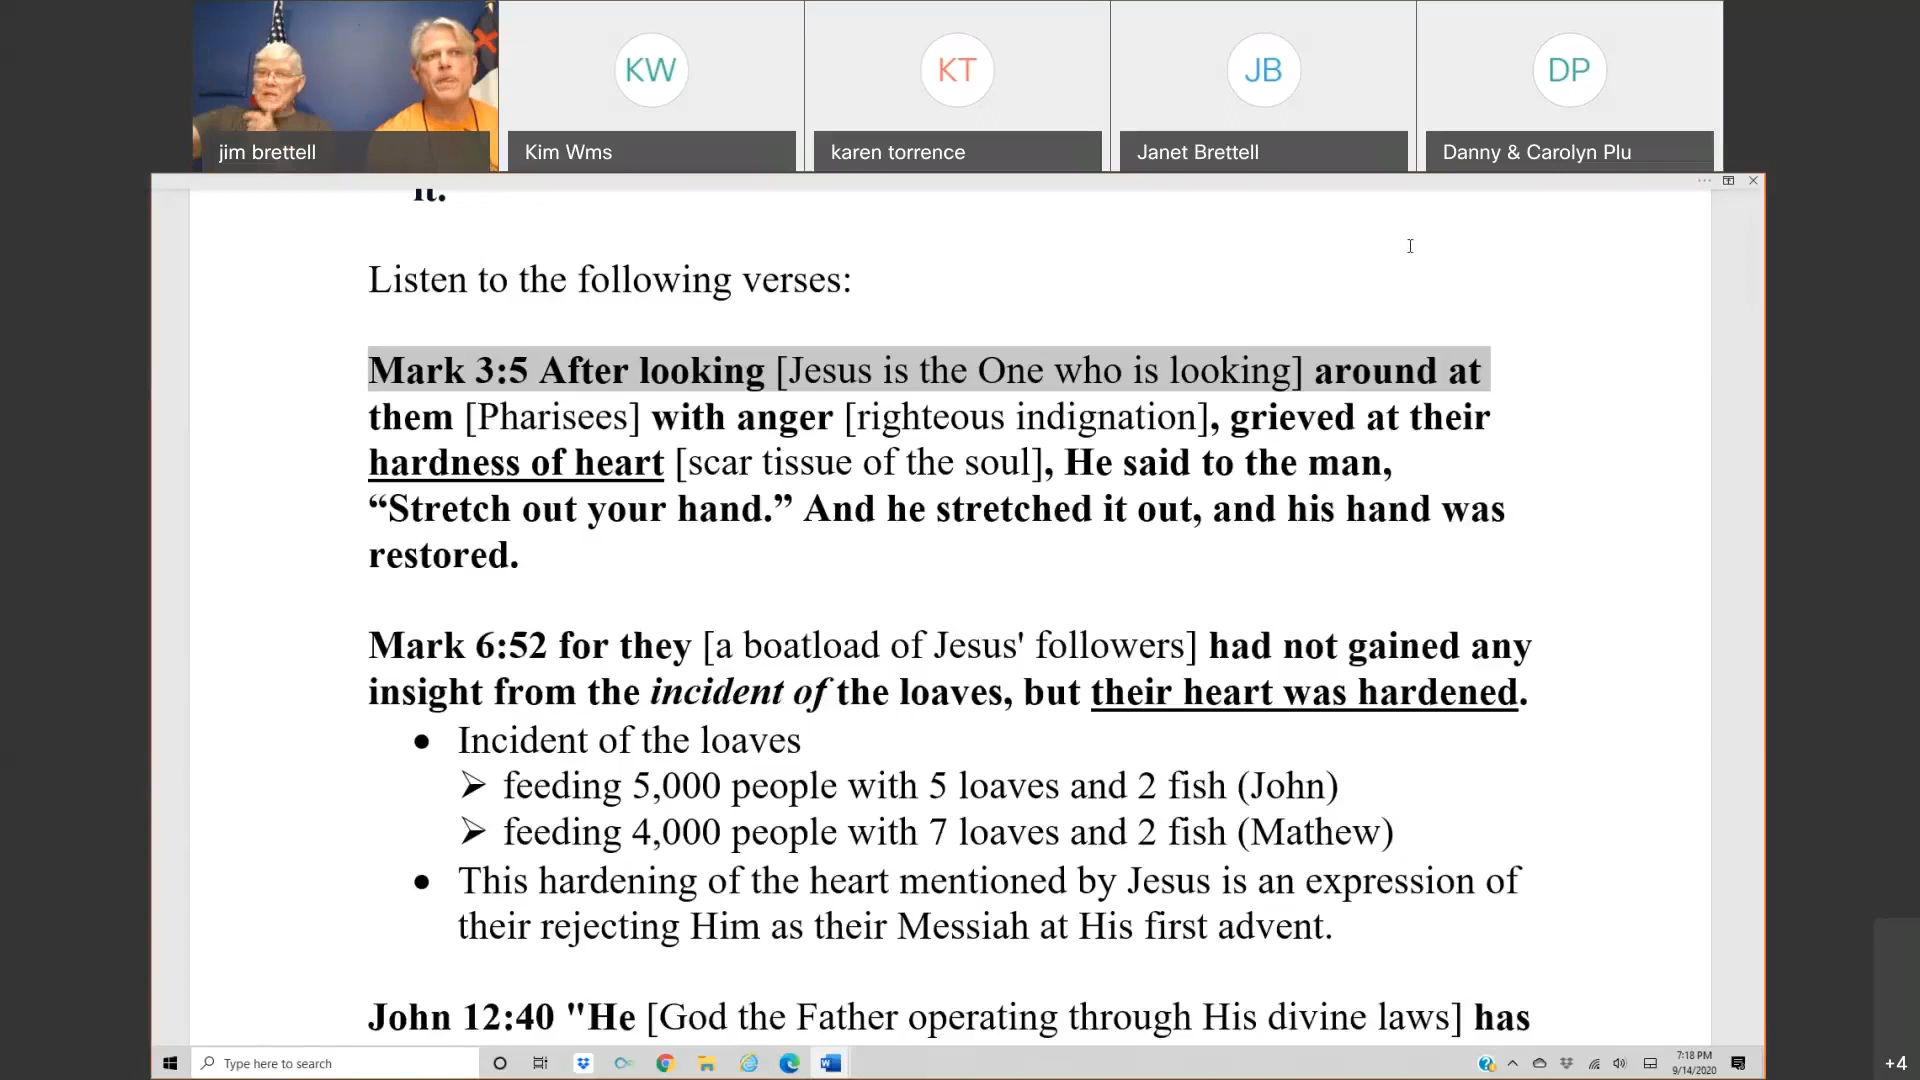 KW
KT
JB
DP
jim brettell
Kim Wms
karen torrence
Janet Brettell
Danny & Carolyn Plu
it.
Listen to the following verses:
Mark 3:5 After looking [Jesus is the One who is looking] around at
them [Pharisees] with anger [righteous indignation], grieved at their
hardness of heart [scar tissue of the soul], He said to the man,
“Stretch out your hand.” And he stretched it out, and his hand was
restored.
Mark 6:52 for they [a boatload of Jesus' followers] had not gained any
insight from the incident of the loaves, but their heart was hardened.
• Incident of the loaves
➢ feeding 5,000 people with 5 loaves and 2 fish (John)
➢ feeding 4,000 people with 7 loaves and 2 fish (Mathew)
• This hardening of the heart mentioned by Jesus is an expression of
their rejecting Him as their Messiah at His first advent.
John 12:40 "He [God the Father operating through His divine laws] has
Type here to search
7:18 PM
9/14/2020
+4